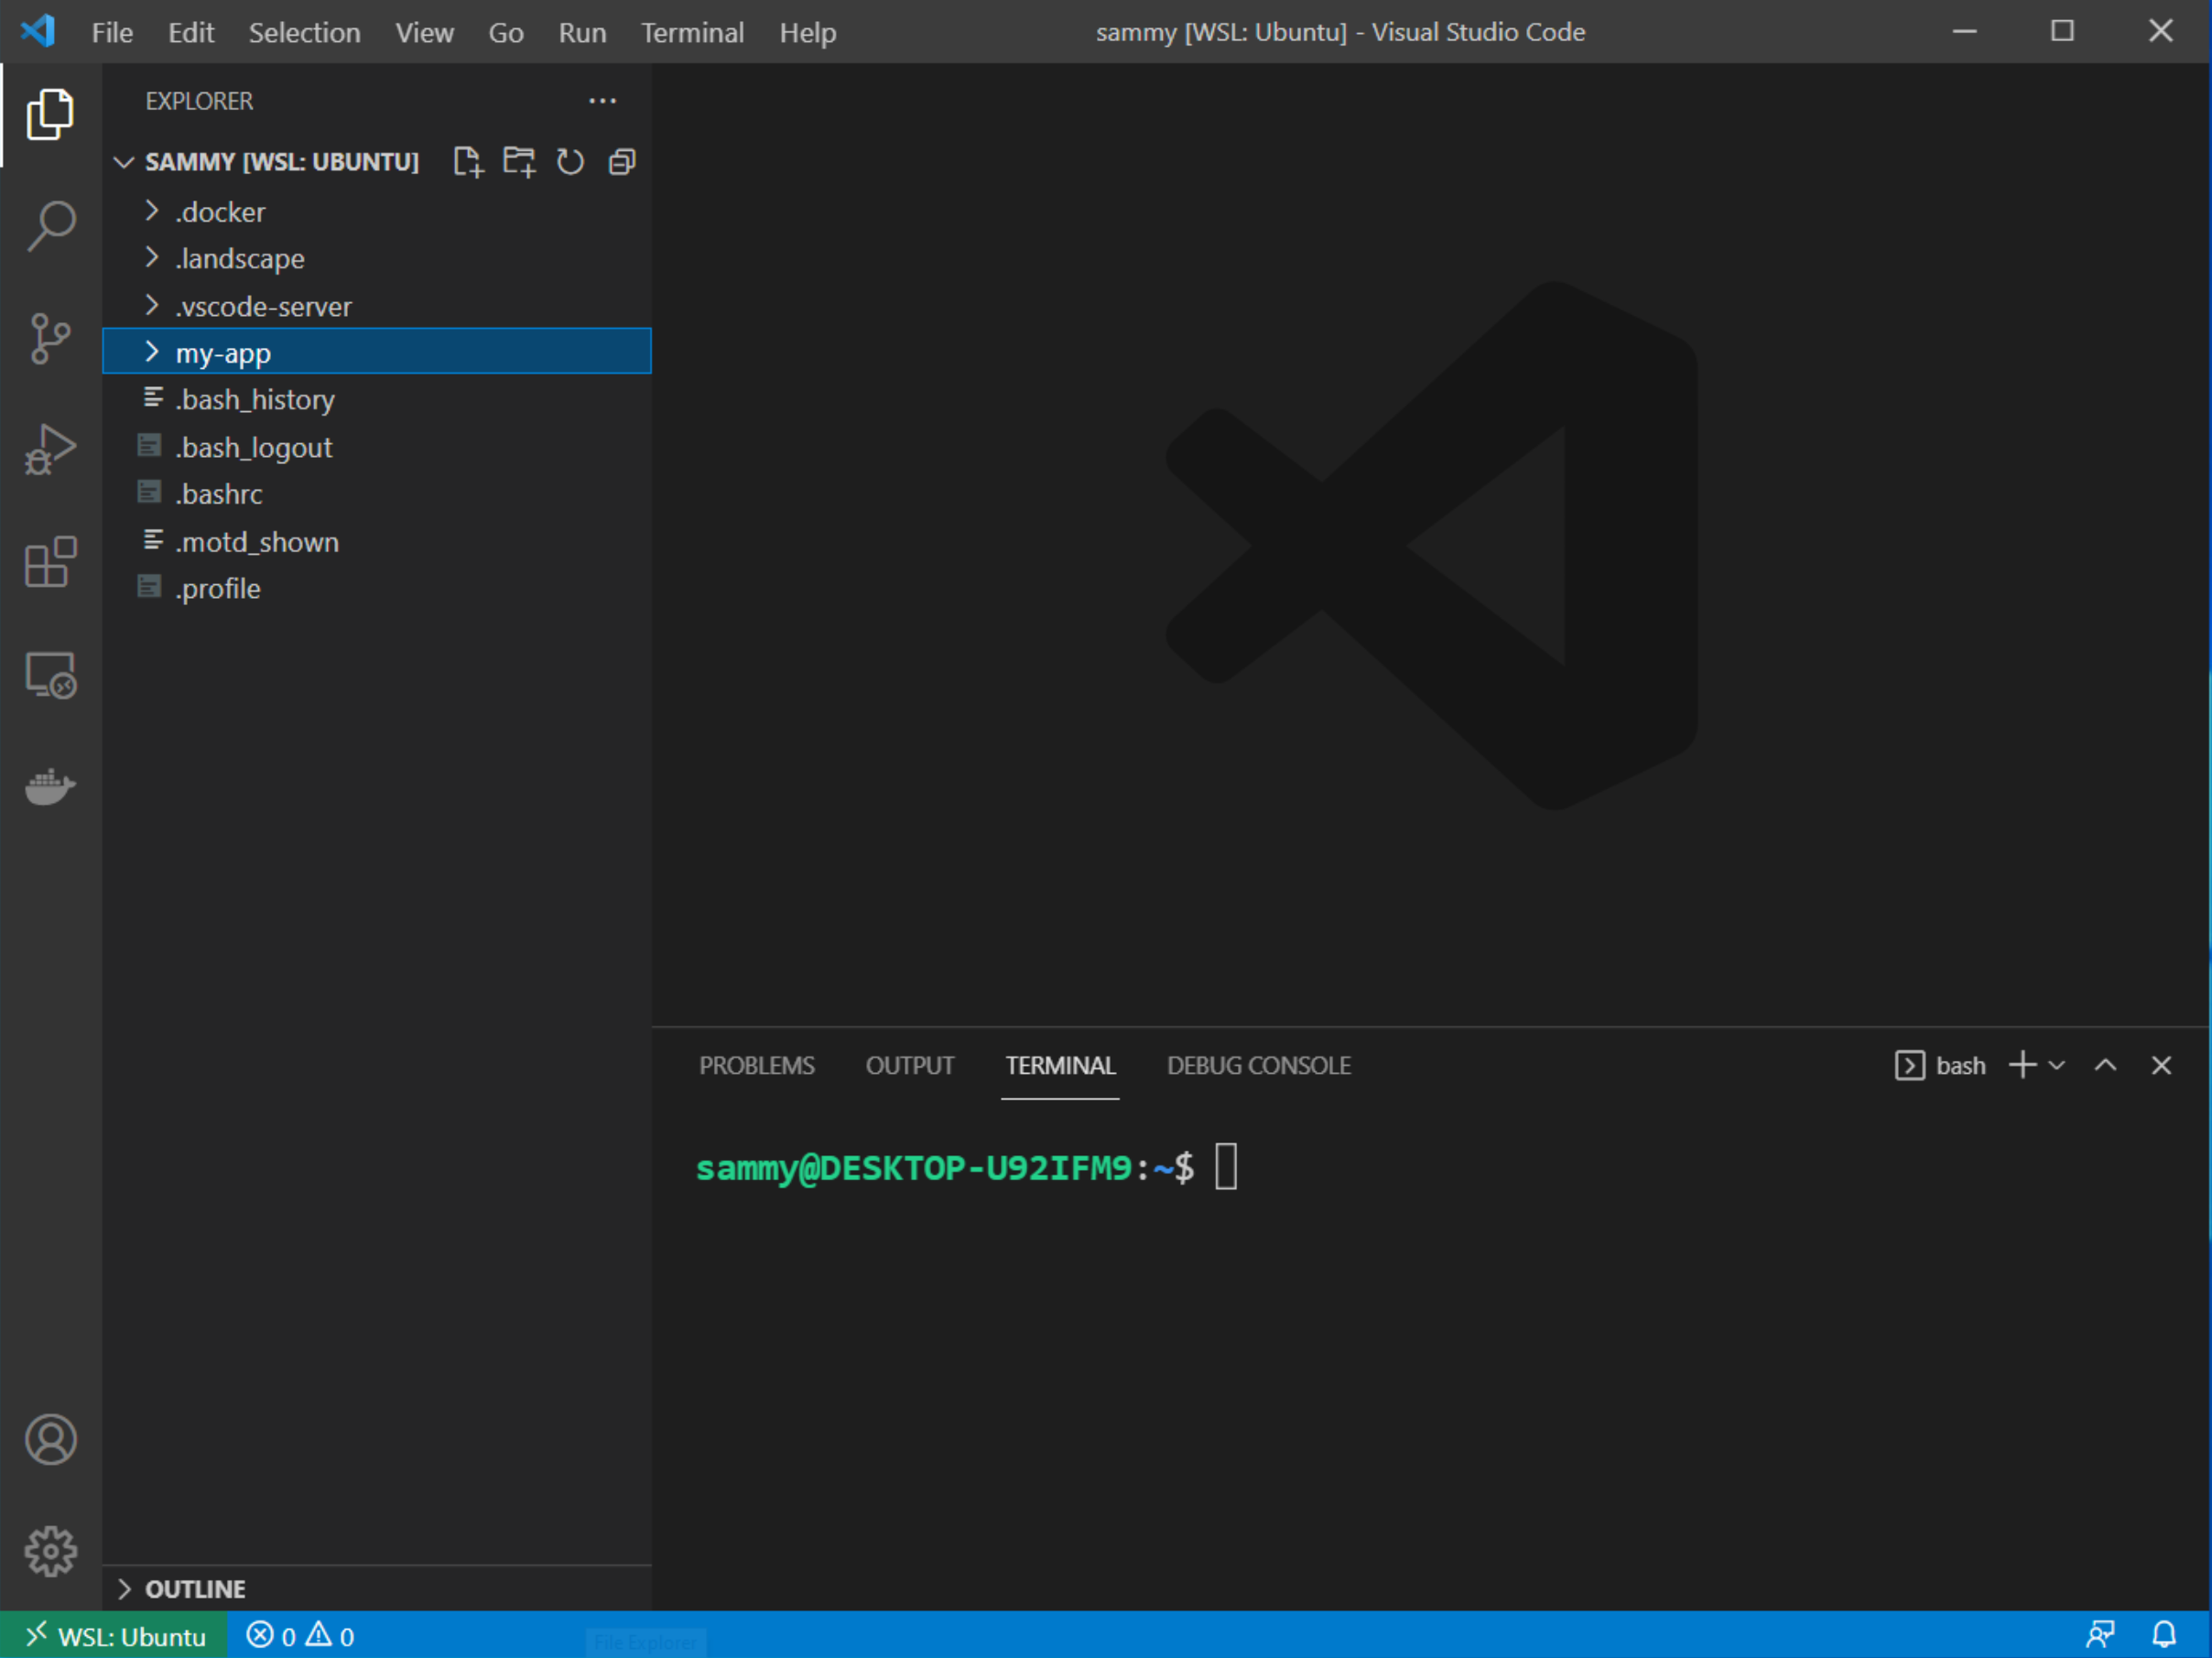 File Edit Selection View Go Run Terminal Help sammy [WSL: Ubuntu] - Visual Studio Code
EXPLORER
SAMMY [WSL: UBUNTU]
.docker
.landscape
.vscode-server
my-app
.bash_history
.bash_logout
.bashrc
.motd_shown
.profile
OUTLINE
PROBLEMS OUTPUT TERMINAL DEBUG CONSOLE bash
sammy@DESKTOP-U92IFM9:~$
WSL: Ubuntu 0 0
File Explorer